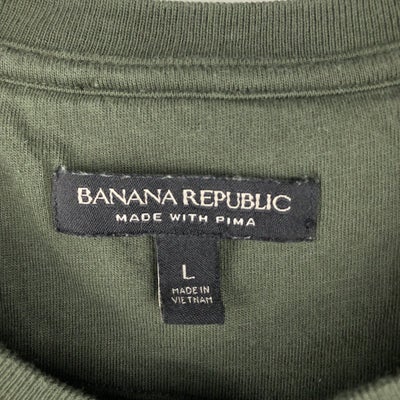 BANANA REPUBLIC
MADE WITH PIMA
L
MADE IN
VIETNAM